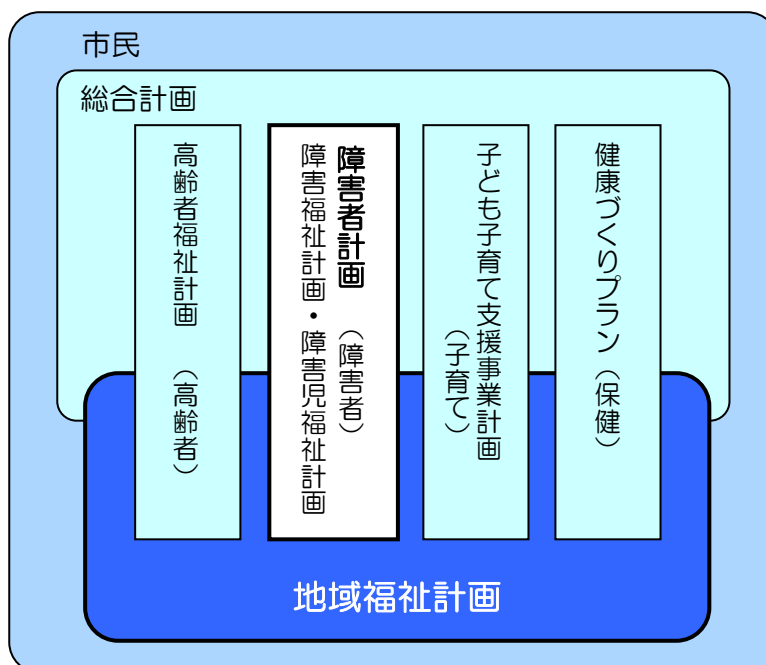 市民
総合計画
高齢者福祉計画　（高齢者）
障害者計画　（障害者）
障害福祉計画・障害児福祉計画
子ども子育て支援事業計画
（子育て）
健康づくりプラン（保健）
地域福祉計画